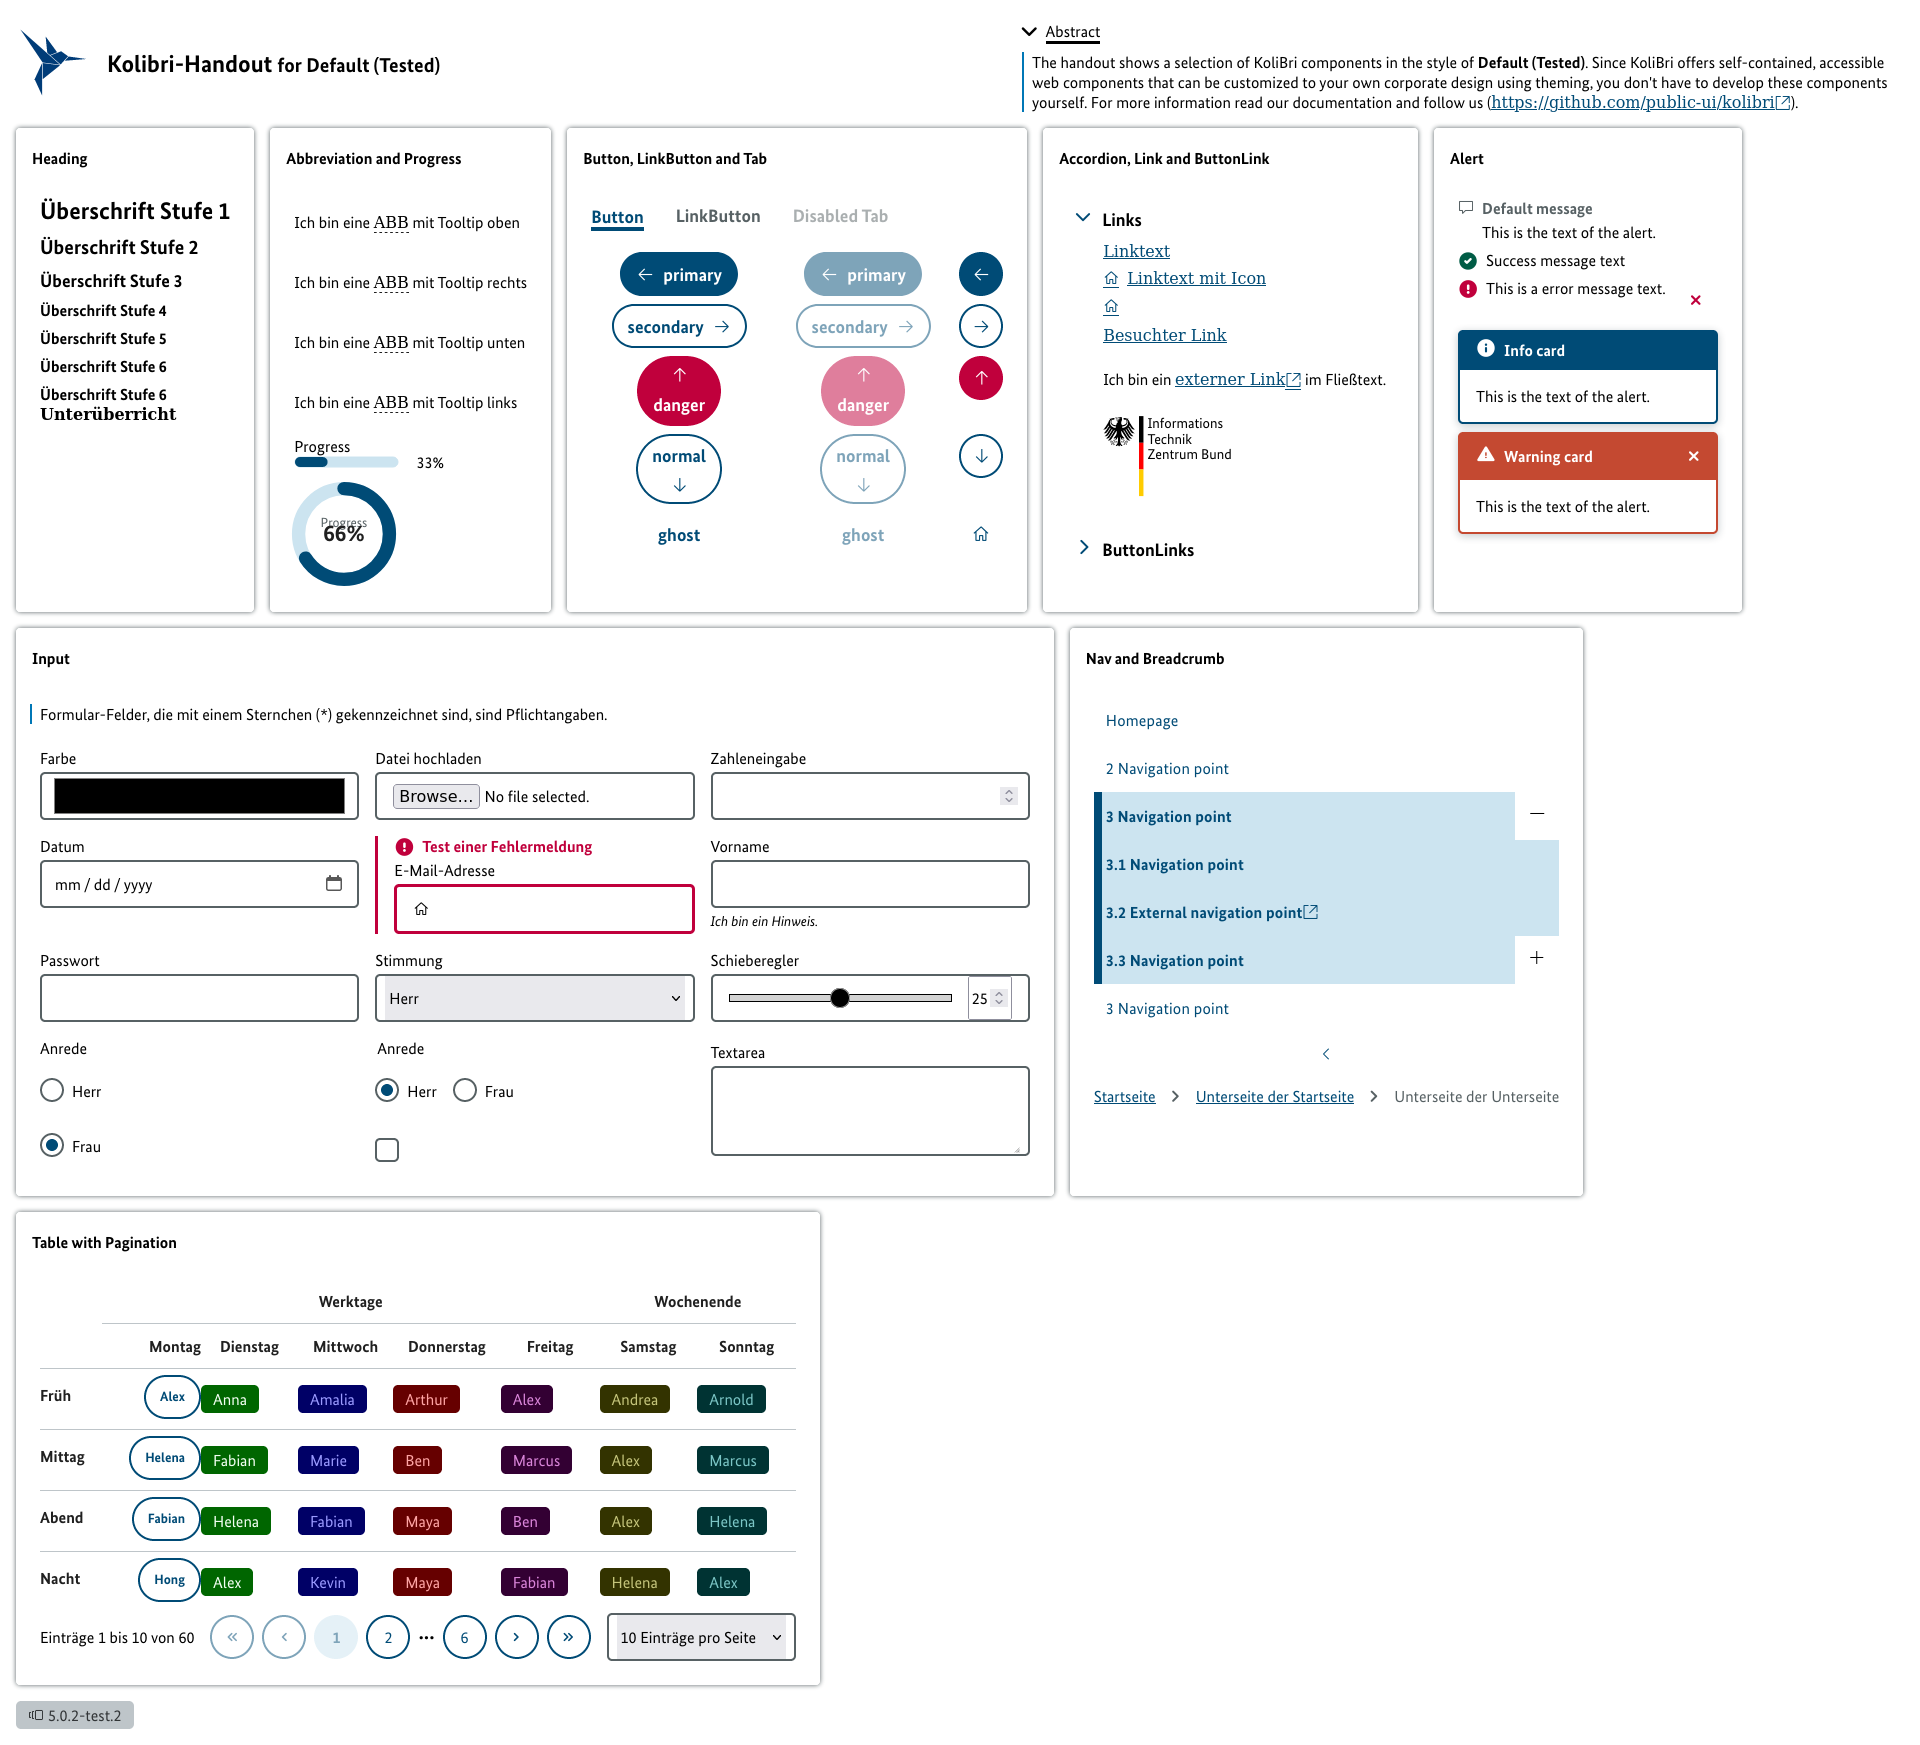 Kolibri-Handout for Default (Tested)
Abstract
The handout shows a selection of KoliBri components in the style of Default (Tested). Since KoliBri offers self-contained, accessible
web components that can be customized to your own corporate design using theming, you don't have to develop these components
yourself. For more information read our documentation and follow us (https://github.com/public-ui/kolibri).
Heading
Überschrift Stufe 1
Überschrift Stufe 2
Überschrift Stufe 3
Überschrift Stufe 4
Überschrift Stufe 5
Überschrift Stufe 6
Überschrift Stufe 6
Unterüberricht
Abbreviation and Progress
Ich bin eine ABB mit Tooltip oben
Ich bin eine ABB mit Tooltip rechts
Ich bin eine ABB mit Tooltip unten
Ich bin eine ABB mit Tooltip links
Progress
33%
Progress
66%
Button, LinkButton and Tab
Button LinkButton Disabled Tab
primary primary
secondary secondary
danger danger
normal normal
ghost ghost
Accordion, Link and ButtonLink
Links
Linktext
Linktext mit Icon
Besuchter Link
Ich bin ein externer Link im Fließtext.
Informations
Technik
Zentrum Bund
ButtonLinks
Alert
Default message
This is the text of the alert.
Success message text
This is a error message text.
Info card
This is the text of the alert.
Warning card
This is the text of the alert.
Input
Formular-Felder, die mit einem Sternchen (*) gekennzeichnet sind, sind Pflichtangaben.
Farbe
Datei hochladen
Browse... No file selected.
Zahleneingabe
Datum
mm / dd / yyyy
Test einer Fehlermeldung
E-Mail-Adresse
Vorname
Ich bin ein Hinweis.
Passwort
Stimmung
Herr
Schieberegler
25
Anrede
Herr
Frau
Anrede
Herr Frau
Textarea
Nav and Breadcrumb
Homepage
2 Navigation point
3 Navigation point
3.1 Navigation point
3.2 External navigation point
3.3 Navigation point
3 Navigation point
Startseite Unterseite der Startseite Unterseite der Unterseite
Table with Pagination
Werktage Wochenende
Montag Dienstag Mittwoch Donnerstag Freitag Samstag Sonntag
Früh Alex Anna Amalia Arthur Alex Andrea Arnold
Mittag Helena Fabian Marie Ben Marcus Alex Marcus
Abend Fabian Helena Fabian Maya Ben Alex Helena
Nacht Hong Alex Kevin Maya Fabian Helena Alex
Einträge 1 bis 10 von 60 « ‹ 1 2 ••• 6 › » 10 Einträge pro Seite
5.0.2-test.2